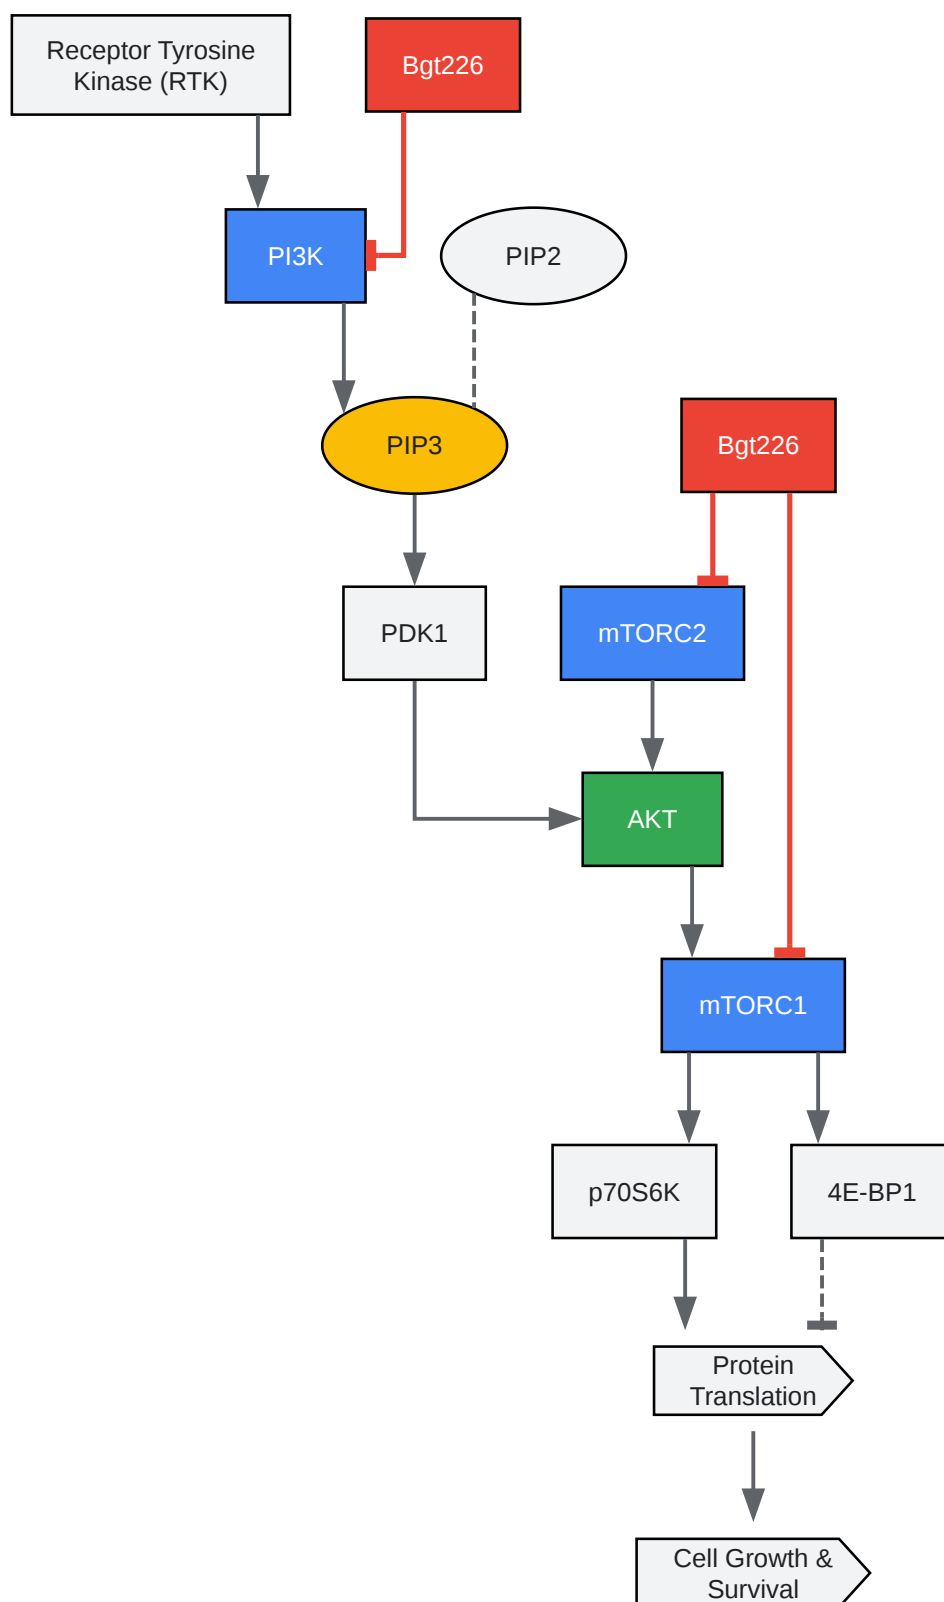 Receptor Tyrosine
Kinase (RTK)
Bgt226
PI3K
PIP2
PIP3
Bgt226
PDK1
mTORC2
AKT
mTORC1
p70S6K
4E-BP1
Protein
Translation
Cell Growth &
Survival